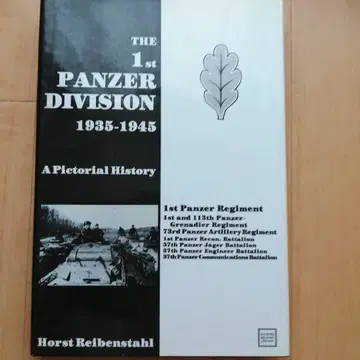 THE
1st
PANZER
DIVISION
1935-1945
A Pictorial History
1st Panzer Regiment
1st and 113th Panzer-
Grenadier Regiment
73rd Panzer Artillery Regiment
1st Panzer Recon. Battalion
37th Panzer Jäger Battalion
37th Panzer Engineer Battalion
37th Panzer Communications Battalion
Horst Reibenstahl